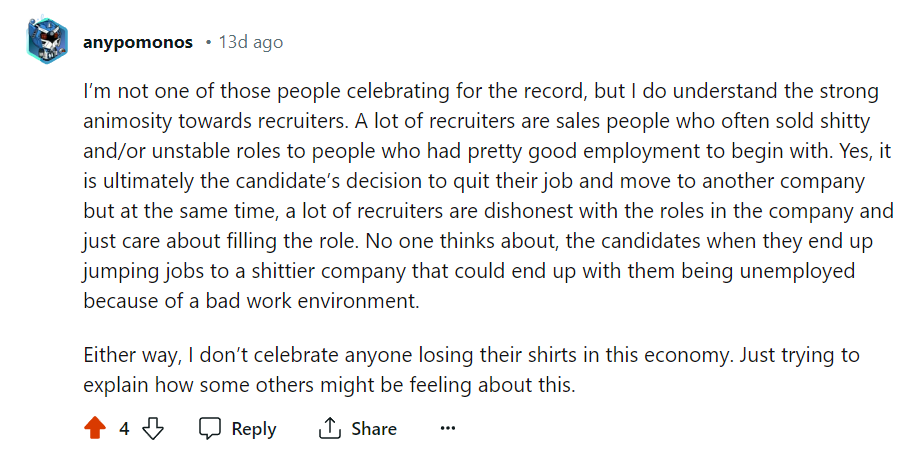 anypomonos • 13d ago
I’m not one of those people celebrating for the record, but I do understand the strong
animosity towards recruiters. A lot of recruiters are sales people who often sold shitty
and/or unstable roles to people who had pretty good employment to begin with. Yes, it
is ultimately the candidate’s decision to quit their job and move to another company
but at the same time, a lot of recruiters are dishonest with the roles in the company and
just care about filling the role. No one thinks about, the candidates when they end up
jumping jobs to a shittier company that could end up with them being unemployed
because of a bad work environment.
Either way, I don’t celebrate anyone losing their shirts in this economy. Just trying to
explain how some others might be feeling about this.
4 Reply Share ...